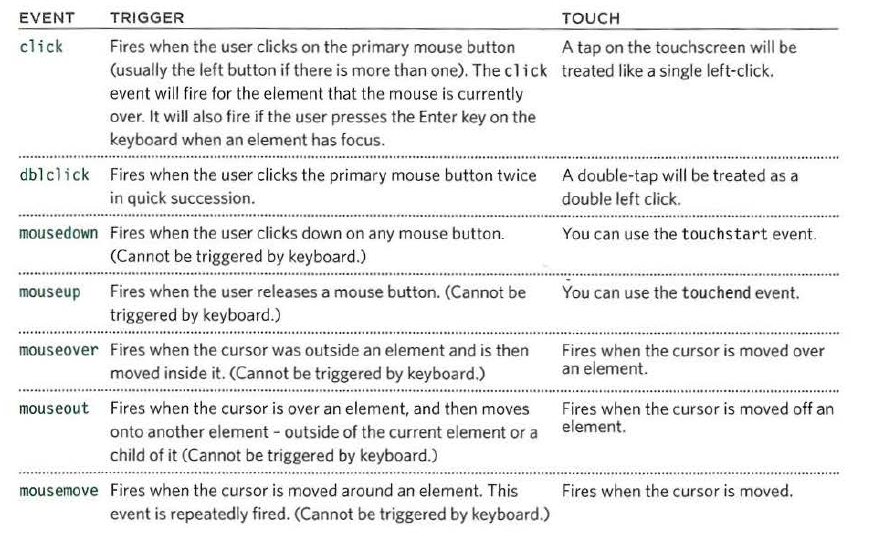 EVENT TRIGGER TOUCH
click Fires when the user clicks on the primary mouse button A tap on the touchscreen will be
(usually the left button if there is more than one). The click treated like a single left-click.
event will fire for the element that the mouse is currently
over. It will also fire if the user presses the Enter key on the
keyboard when an element has focus.
dblclick Fires when the user clicks the primary mouse button twice A double-tap will be treated as a
in quick succession. double left click.
mousedown Fires when the user clicks down on any mouse button. You can use the touchstart event.
(Cannot be triggered by keyboard.)
mouseup Fires when the user releases a mouse button. (Cannot be You can use the touchend event.
triggered by keyboard.)
mouseover Fires when the cursor was outside an element and is then Fires when the cursor is moved over
moved inside it. (Cannot be triggered by keyboard.) an element.
mouseout Fires when the cursor is over an element, and then moves Fires when the cursor is moved off an
onto another element – outside of the current element or a element.
child of it (Cannot be triggered by keyboard.)
mousemove Fires when the cursor is moved around an element. This Fires when the cursor is moved.
event is repeatedly fired. (Cannot be triggered by keyboard.)